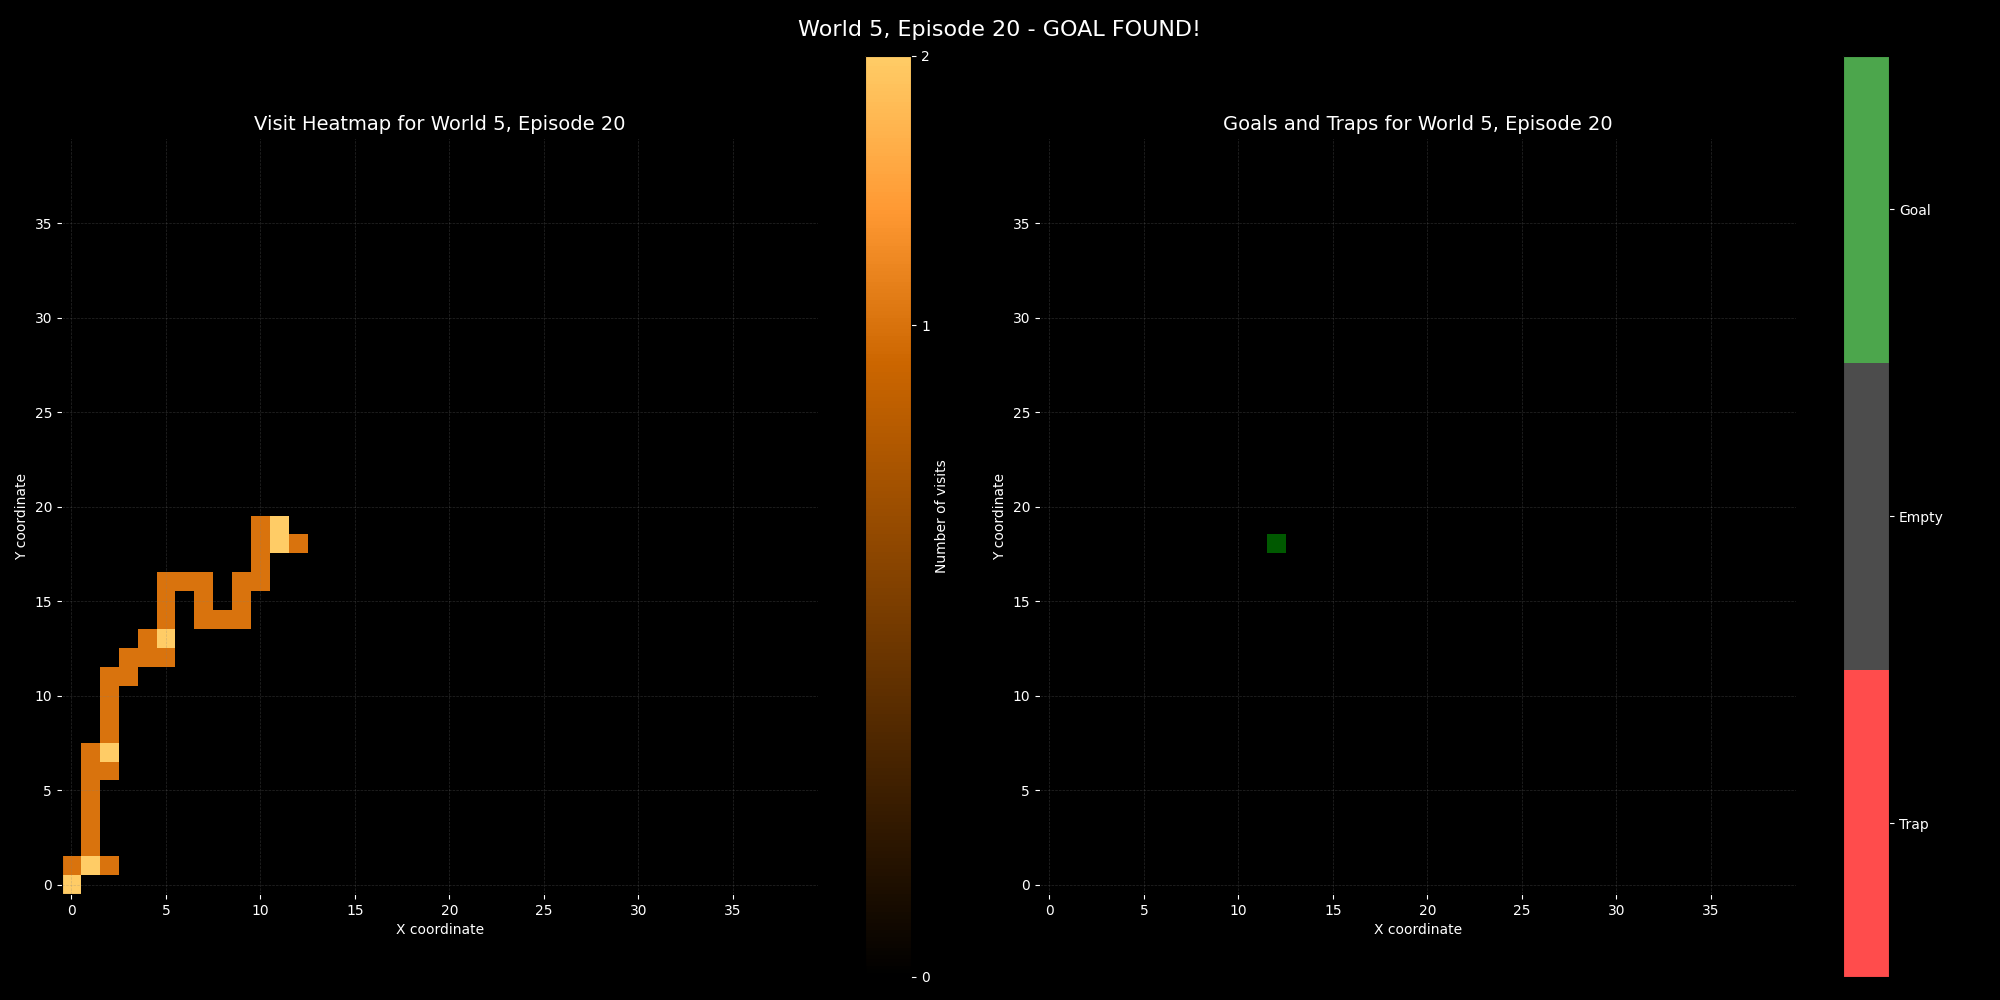 World 5, Episode 20 - GOAL FOUND!
Visit Heatmap for World 5, Episode 20
Y coordinate
35
30
25
20
15
10
5
0
0 5 10 15 20 25 30 35
X coordinate
2
1
0
Number of visits
Goals and Traps for World 5, Episode 20
Y coordinate
35
30
25
20
15
10
5
0
0 5 10 15 20 25 30 35
X coordinate
Goal
Empty
Trap